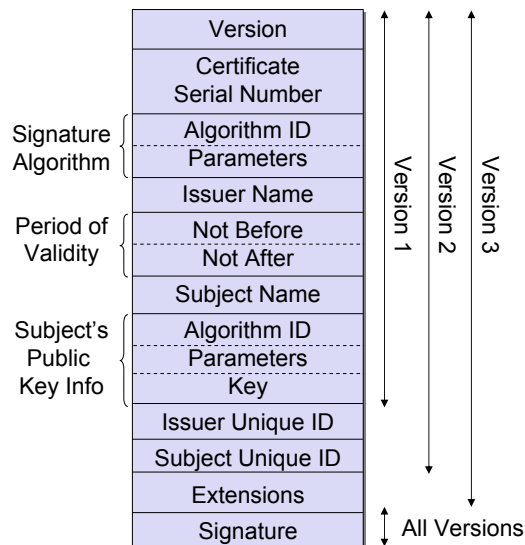 Version
Certificate
Serial Number
Signature
Algorithm
Algorithm ID
Parameters
Issuer Name
Period of
Validity
Not Before
Not After
Subject Name
Subject's
Public
Key Info
Algorithm ID
Parameters
Key
Issuer Unique ID
Subject Unique ID
Extensions
Signature
Version 1
Version 2
Version 3
All Versions